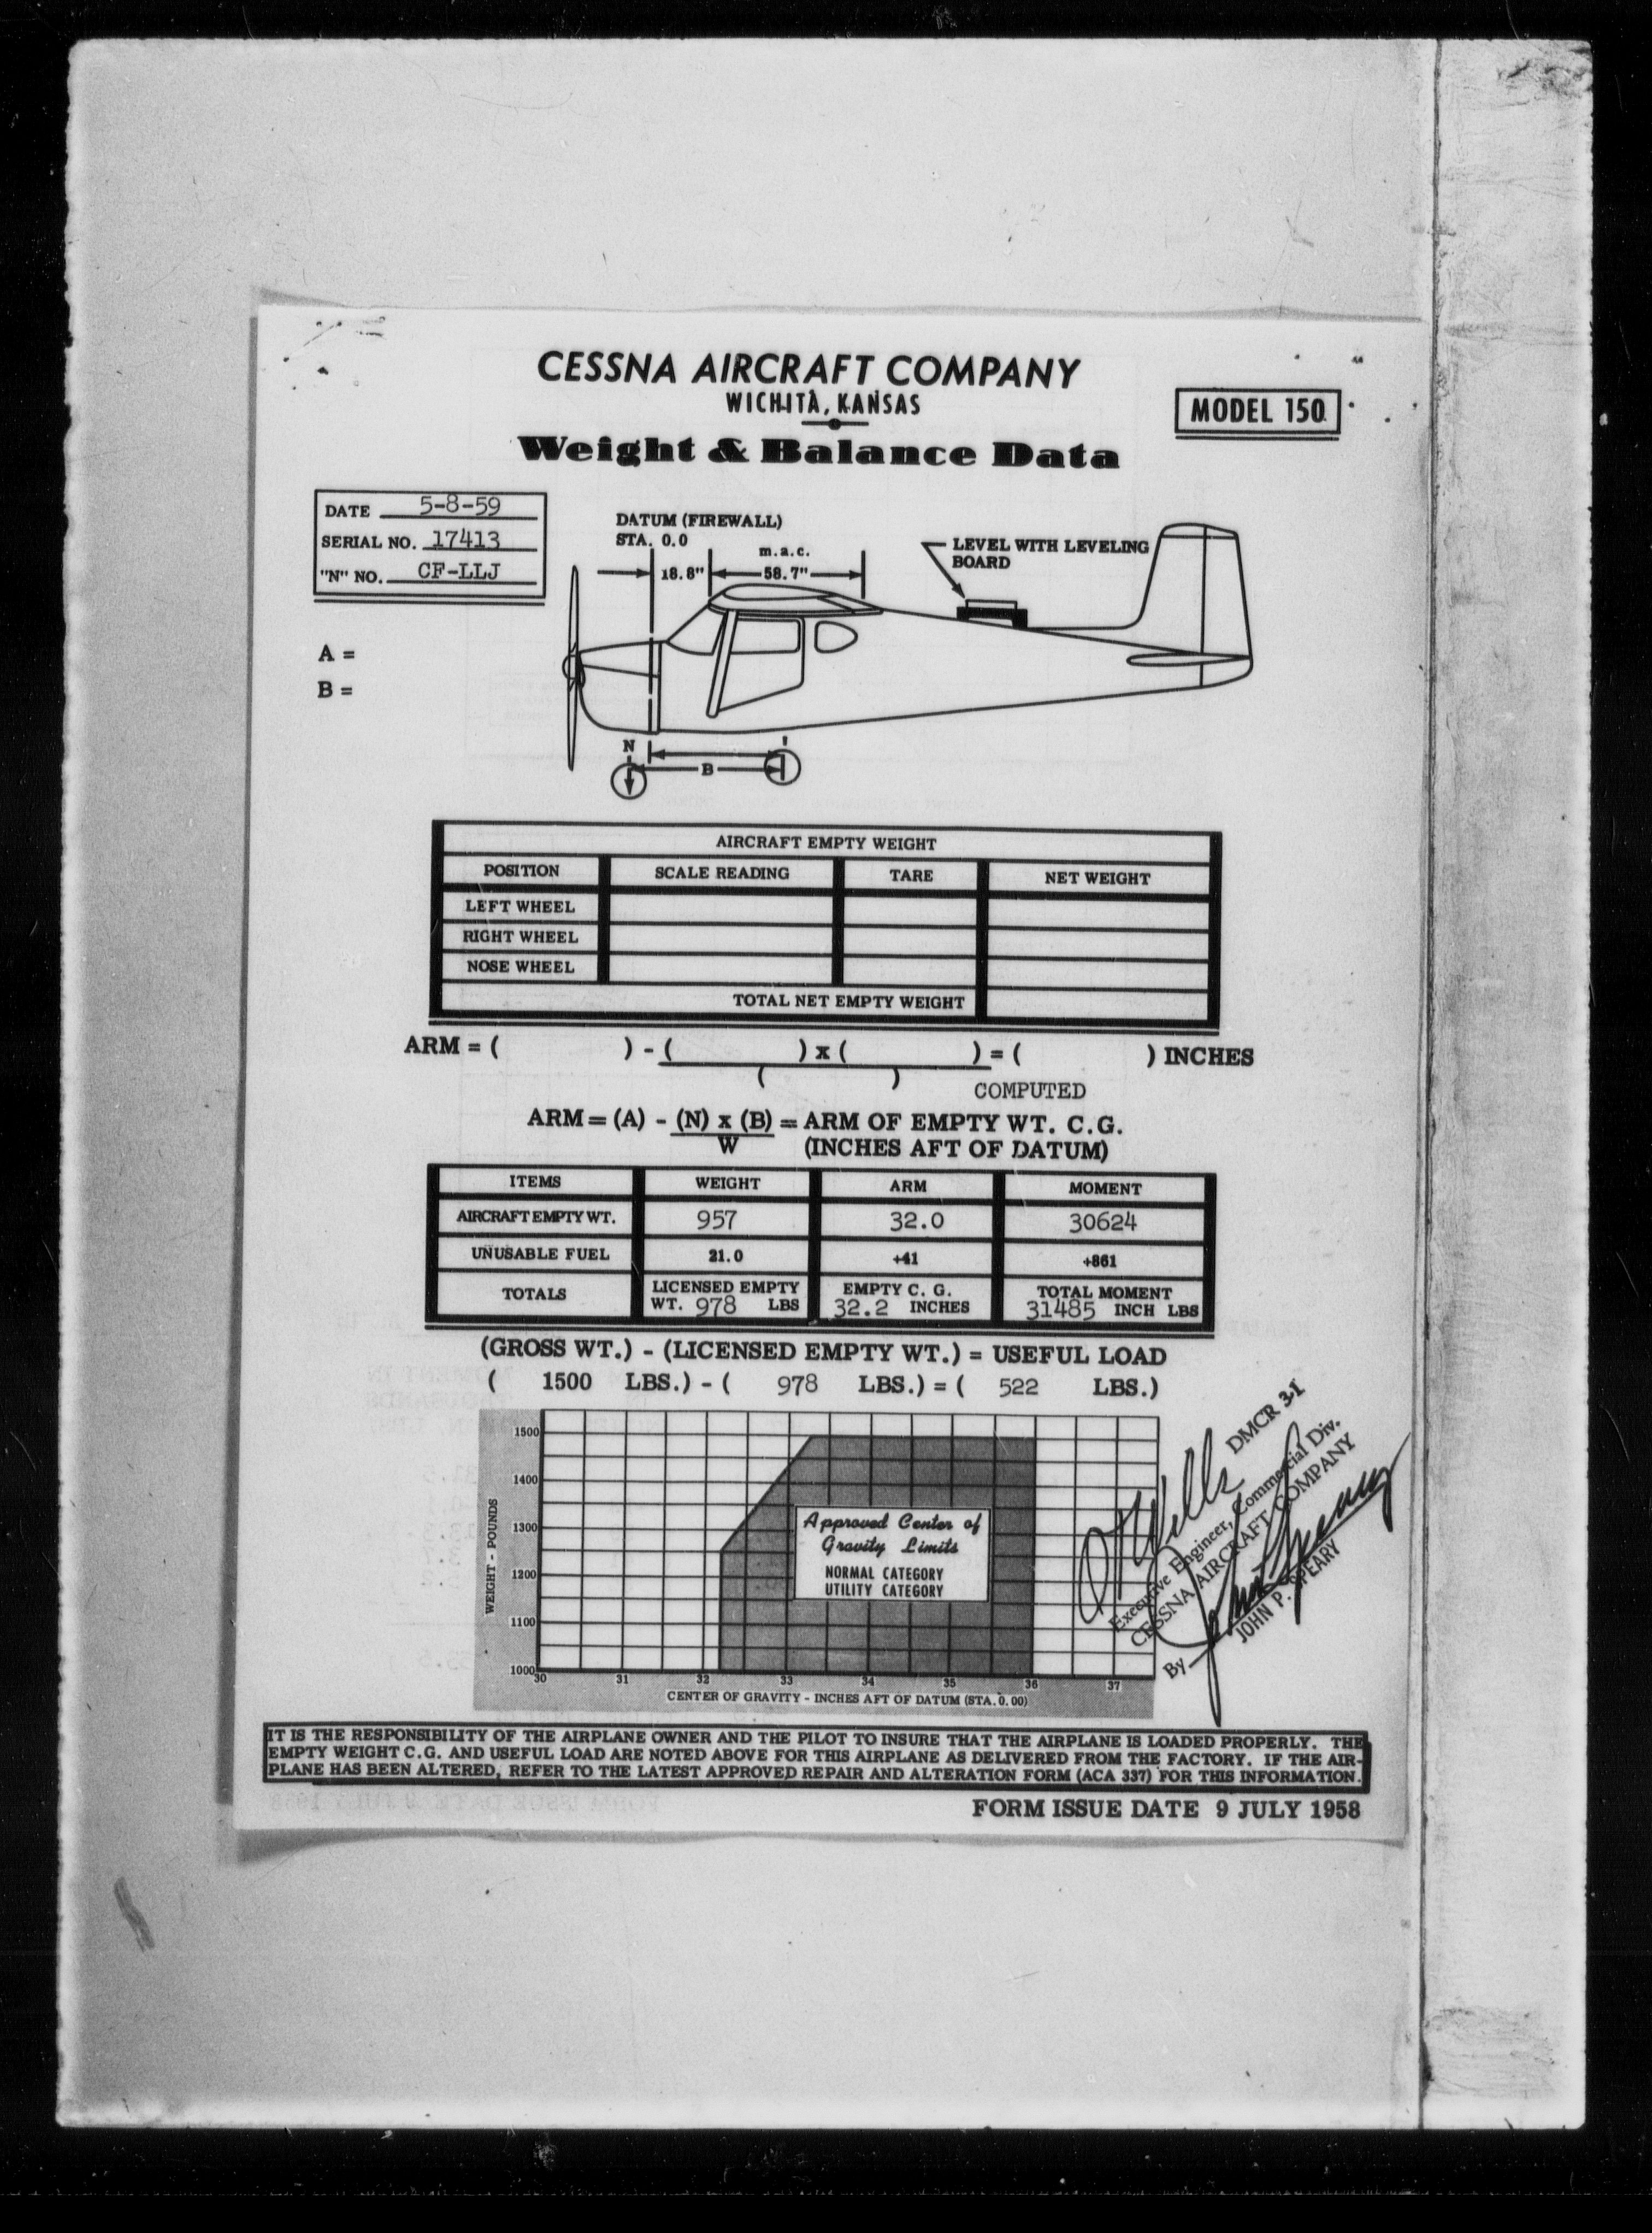 CESSNA AIRCRAFT COMPANY
WICHITA, KANSAS
MODEL 150
Weight & Balance Data
DATE 5-8-59
SERIAL NO. 17413
"N" NO. CF-LLJ
DATUM (FIREWALL)
STA. 0.0
m.a.c.
18.8" 58.7"
LEVEL WITH LEVELING
BOARD
A =
B =
N
B
AIRCRAFT EMPTY WEIGHT
POSITION SCALE READING TARE NET WEIGHT
LEFT WHEEL
RIGHT WHEEL
NOSE WHEEL
TOTAL NET EMPTY WEIGHT
ARM = ( ) - ( ) x ( ) = ( ) INCHES
( )
COMPUTED
ARM = (A) - (N) x (B) = ARM OF EMPTY WT. C.G.
W (INCHES AFT OF DATUM)
ITEMS WEIGHT ARM MOMENT
AIRCRAFT EMPTY WT. 957 32.0 30624
UNUSABLE FUEL 21.0 +41 +861
TOTALS LICENSED EMPTY WT. 978 LBS EMPTY C. G. 32.2 INCHES TOTAL MOMENT 31485 INCH LBS
(GROSS WT.) - (LICENSED EMPTY WT.) = USEFUL LOAD
( 1500 LBS.) - ( 978 LBS.) = ( 522 LBS.)
WEIGHT - POUNDS
1500
1400
1300
1200
1100
1000
Approved Center of
Gravity Limits
NORMAL CATEGORY
UTILITY CATEGORY
30 31 32 33 34 35 36 37
CENTER OF GRAVITY - INCHES AFT OF DATUM (STA. 0.00)
DMCR 3-1
Executive Engineer, Commercial Div.
CESSNA AIRCRAFT COMPANY
By
JOHN P. SPEARY
IT IS THE RESPONSIBILITY OF THE AIRPLANE OWNER AND THE PILOT TO INSURE THAT THE AIRPLANE IS LOADED PROPERLY. THE
EMPTY WEIGHT C.G. AND USEFUL LOAD ARE NOTED ABOVE FOR THIS AIRPLANE AS DELIVERED FROM THE FACTORY. IF THE AIR-
PLANE HAS BEEN ALTERED, REFER TO THE LATEST APPROVED REPAIR AND ALTERATION FORM (ACA 337) FOR THIS INFORMATION.
FORM ISSUE DATE 9 JULY 1958